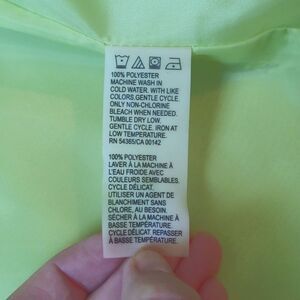 100% POLYESTER
MACHINE WASH IN
COLD WATER, WITH LIKE
COLORS,GENTLE CYCLE.
ONLY NON-CHLORINE
BLEACH WHEN NEEDED.
TUMBLE DRY LOW.
GENTLE CYCLE. IRON AT
LOW TEMPERATURE.
RN 54365/CA 00142
100% POLYESTER
LAVER À LA MACHINE À
L'EAU FROIDE AVEC
COULEURS SEMBLABLES.
CYCLE DÉLICAT.
UTILISER UN AGENT DE
BLANCHIMENT SANS
CHLORE, AU BESOIN.
SÉCHER À LA MACHINE À
BASSE TEMPÉRATURE.
CYCLE DÉLICAT. REPASSER
À BASSE TEMPÉRATURE.